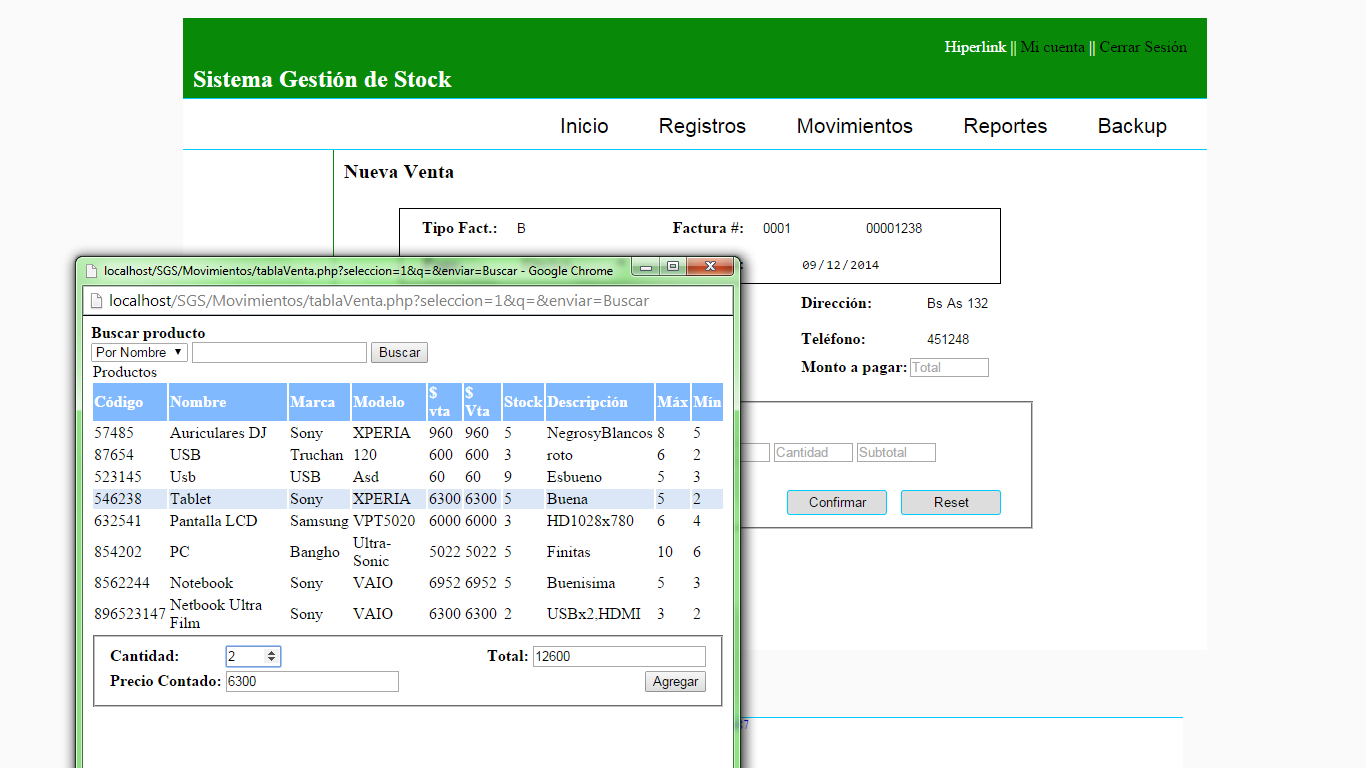 Hiperlink || Mi cuenta || Cerrar Sesión
Sistema Gestión de Stock
Inicio Registros Movimientos Reportes Backup
Nueva Venta
Tipo Fact.: B Factura #: 0001 00001238
09/12/2014
Dirección: Bs As 132
Teléfono: 451248
Monto a pagar: Total
Cantidad Subtotal
Confirmar Reset
localhost/SGS/Movimientos/tablaVenta.php?seleccion=1&q=&enviar=Buscar - Google Chrome
localhost/SGS/Movimientos/tablaVenta.php?seleccion=1&q=&enviar=Buscar
Buscar producto
Por Nombre Buscar
Productos
Código Nombre Marca Modelo $ vta $ Vta Stock Descripción Máx Mín
57485 Auriculares DJ Sony XPERIA 960 960 5 NegrosyBlancos 8 5
87654 USB Truchan 120 600 600 3 roto 6 2
523145 Usb USB Asd 60 60 9 Esbueno 5 3
546238 Tablet Sony XPERIA 6300 6300 5 Buena 5 2
632541 Pantalla LCD Samsung VPT5020 6000 6000 3 HD1028x780 6 4
854202 PC Bangho Ultra-Sonic 5022 5022 5 Finitas 10 6
8562244 Notebook Sony VAIO 6952 6952 5 Buenisima 5 3
896523147 Netbook Ultra Film Sony VAIO 6300 6300 2 USBx2,HDMI 3 2
Cantidad: 2 Total: 12600
Precio Contado: 6300 Agregar